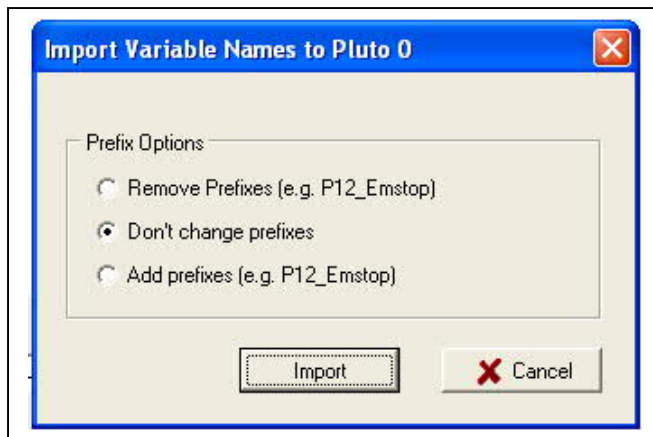 Import Variable Names to Pluto 0
Prefix Options
Remove Prefixes (e.g. P12_Emstop)
Don't change prefixes
Add prefixes (e.g. P12_Emstop)
Import
Cancel